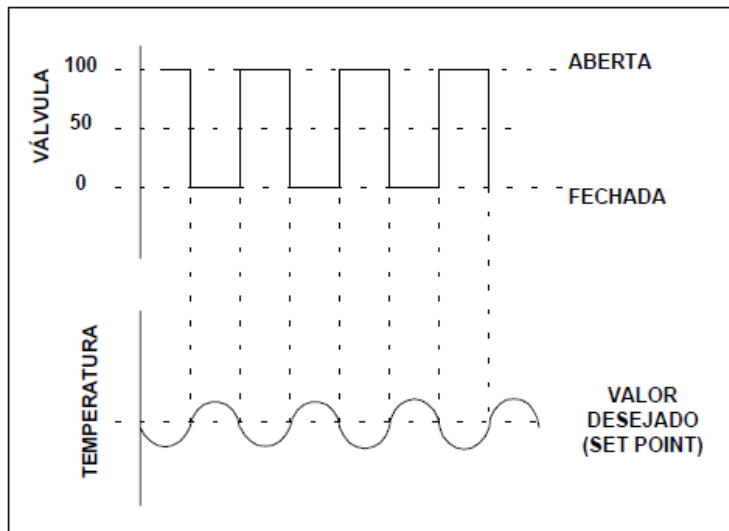 VÁLVULA
100
50
0
ABERTA
FECHADA
TEMPERATURA
VALOR
DESEJADO
(SET POINT)